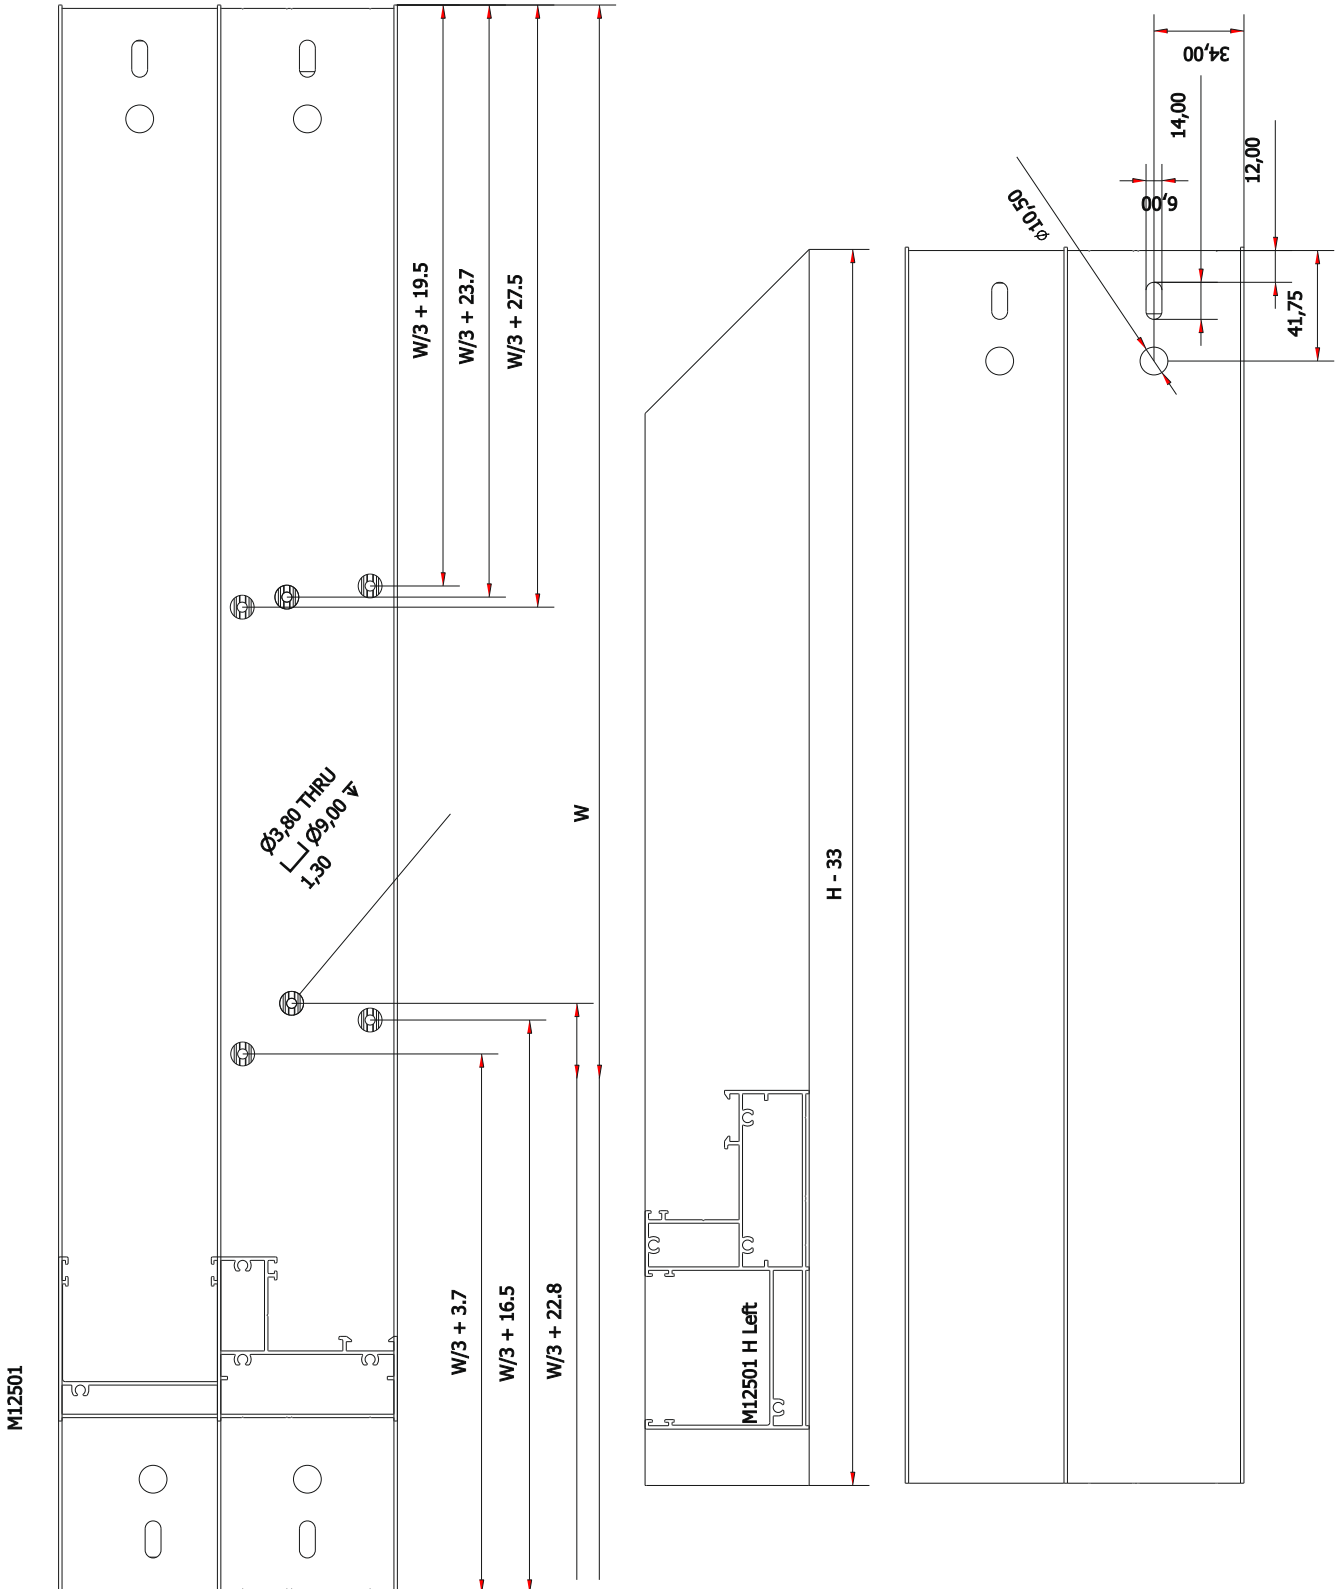 34,00
14,00
12,00
6,00
Ø10,50
41,75
W/3 + 19.5
W/3 + 23.7
W/3 + 27.5
Ø3,80 THRU
Ø9,00
1,30
W
H - 33
W/3 + 3.7
W/3 + 16.5
W/3 + 22.8
M12501 H Left
M12501